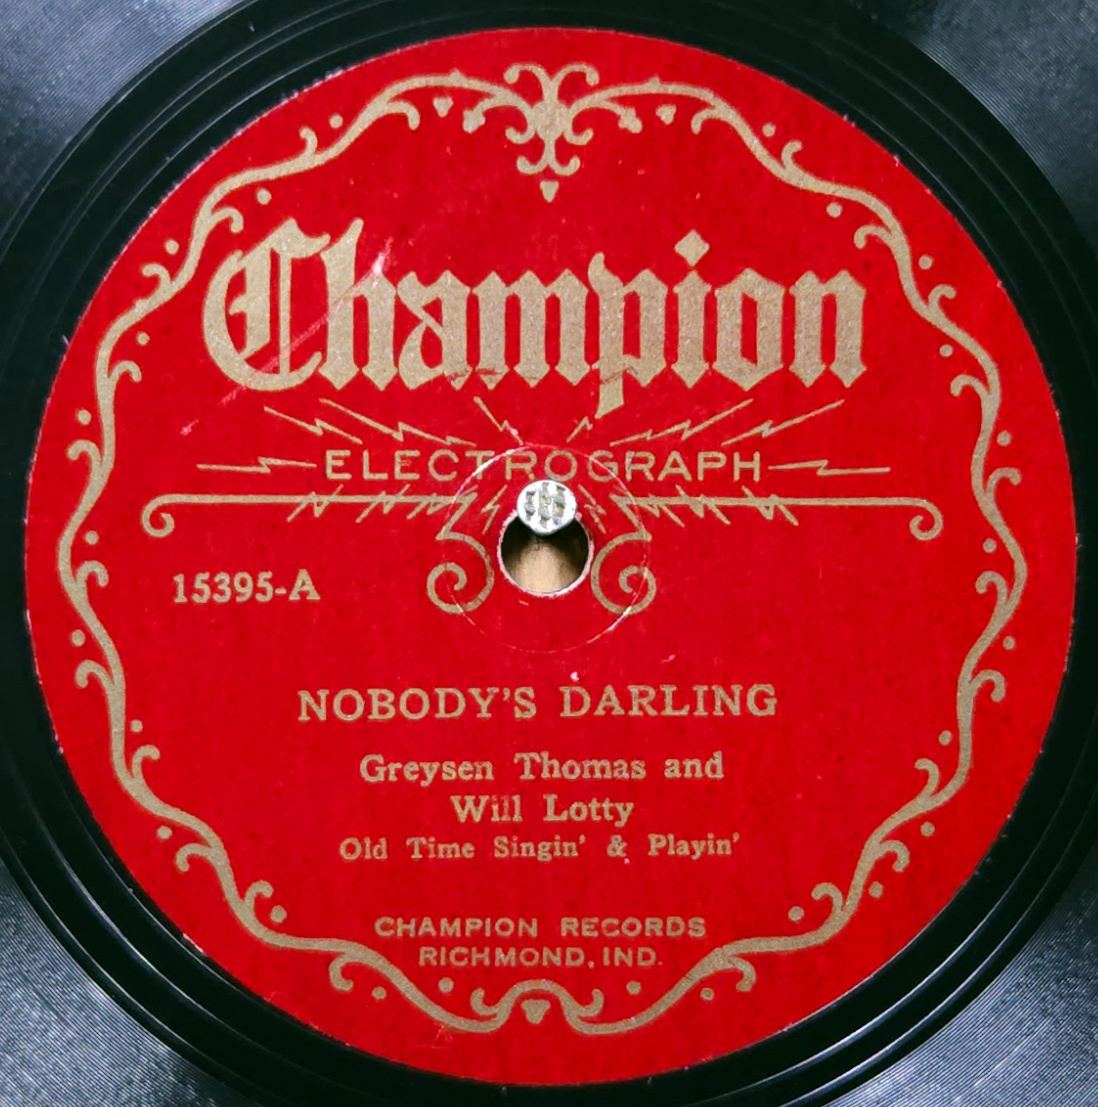 Champion
ELECTROGRAPH
15395-A
NOBODY'S DARLING
Greysen Thomas and
Will Lotty
Old Time Singin' & Playin'
CHAMPION RECORDS
RICHMOND, IND.